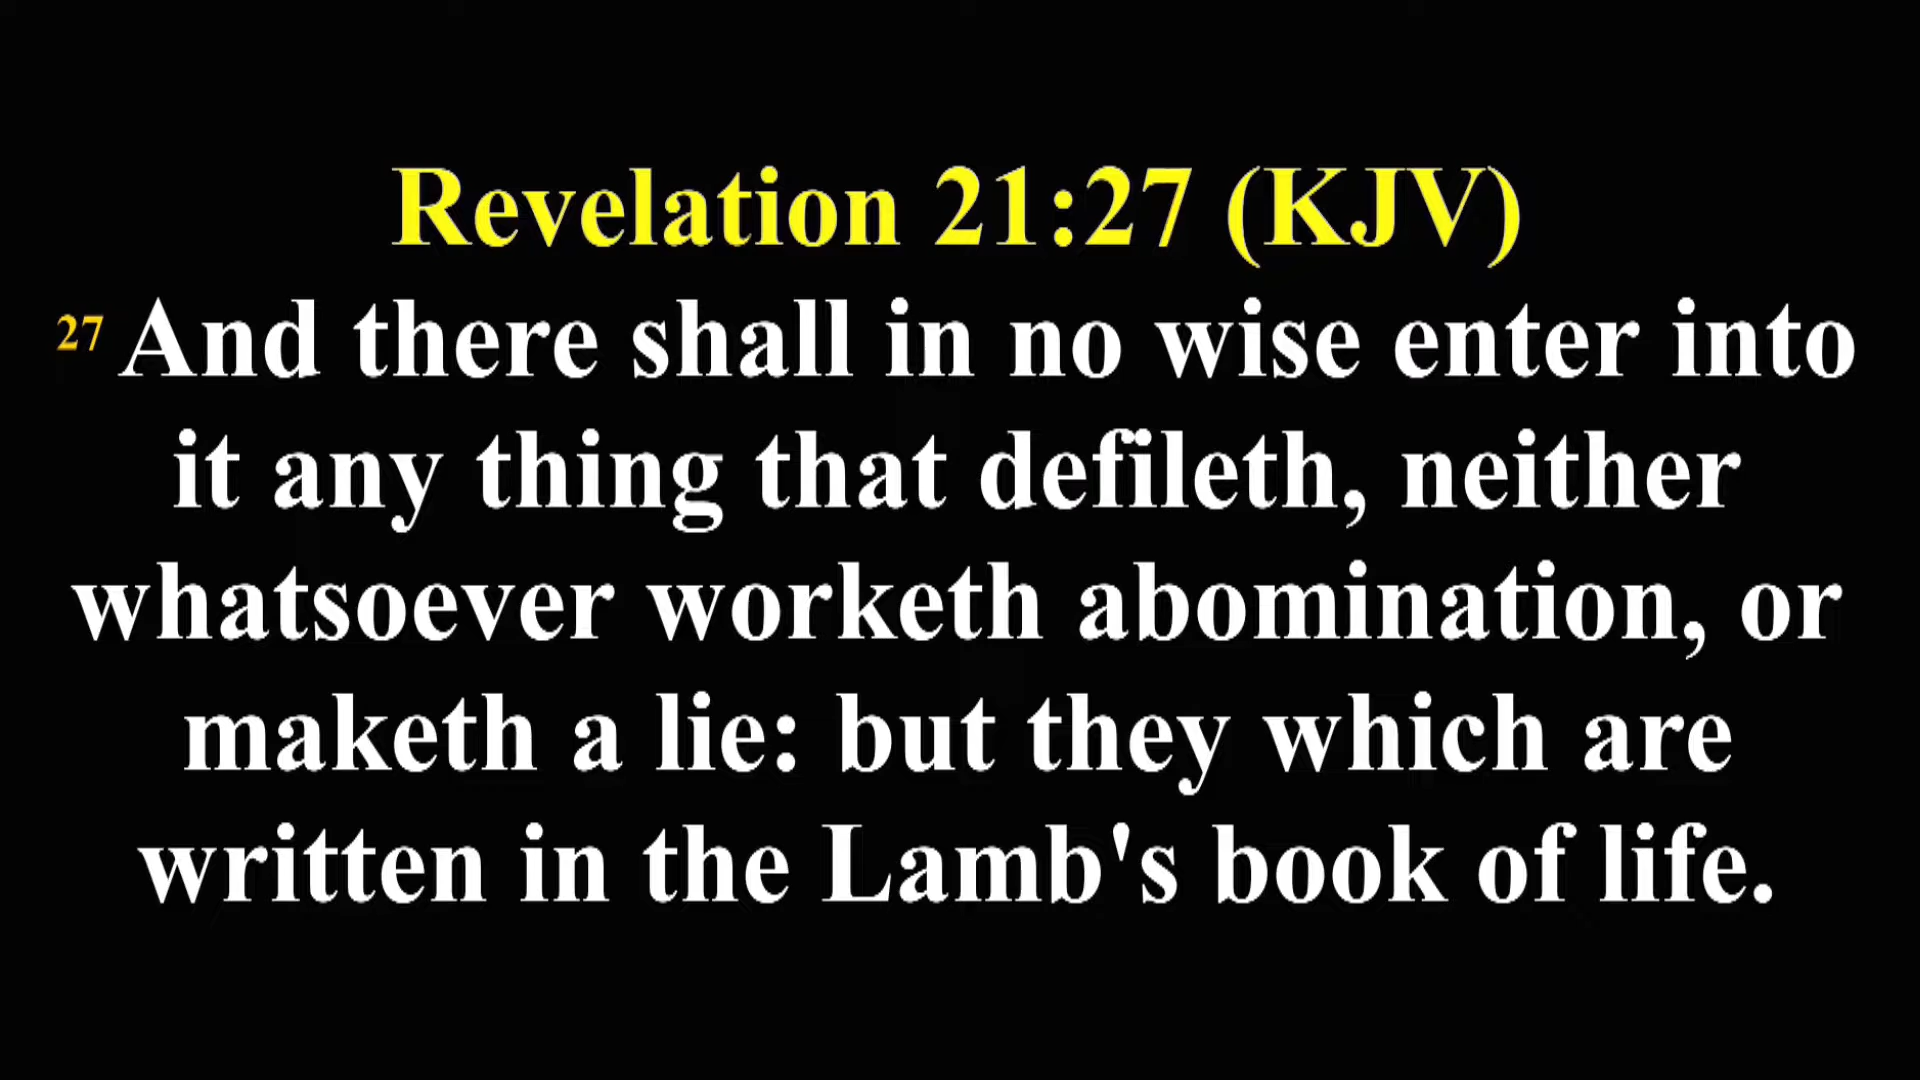 Revelation 21:27 (KJV)
27 And there shall in no wise enter into
it any thing that defileth, neither
whatsoever worketh abomination, or
maketh a lie: but they which are
written in the Lamb's book of life.